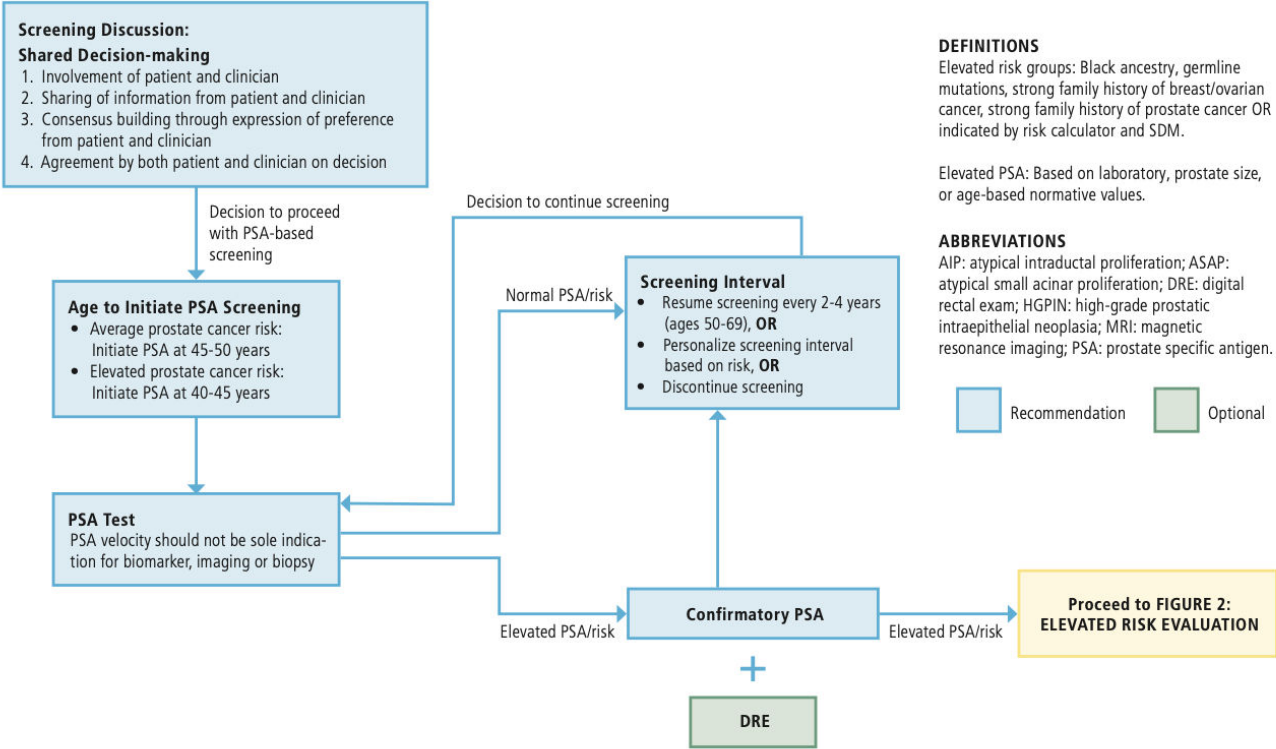 Screening Discussion:
Shared Decision-making
1. Involvement of patient and clinician
2. Sharing of information from patient and clinician
3. Consensus building through expression of preference
from patient and clinician
4. Agreement by both patient and clinician on decision
Decision to proceed
with PSA-based
screening
Age to Initiate PSA Screening
• Average prostate cancer risk:
Initiate PSA at 45-50 years
• Elevated prostate cancer risk:
Initiate PSA at 40-45 years
PSA Test
PSA velocity should not be sole indica-
tion for biomarker, imaging or biopsy
Decision to continue screening
Normal PSA/risk
Screening Interval
• Resume screening every 2-4 years
(ages 50-69), OR
• Personalize screening interval
based on risk, OR
• Discontinue screening
Elevated PSA/risk
Confirmatory PSA
+
DRE
Elevated PSA/risk
Proceed to FIGURE 2:
ELEVATED RISK EVALUATION
DEFINITIONS
Elevated risk groups: Black ancestry, germline
mutations, strong family history of breast/ovarian
cancer, strong family history of prostate cancer OR
indicated by risk calculator and SDM.
Elevated PSA: Based on laboratory, prostate size,
or age-based normative values.
ABBREVIATIONS
AIP: atypical intraductal proliferation; ASAP:
atypical small acinar proliferation; DRE: digital
rectal exam; HGPIN: high-grade prostatic
intraepithelial neoplasia; MRI: magnetic
resonance imaging; PSA: prostate specific antigen.
Recommendation
Optional